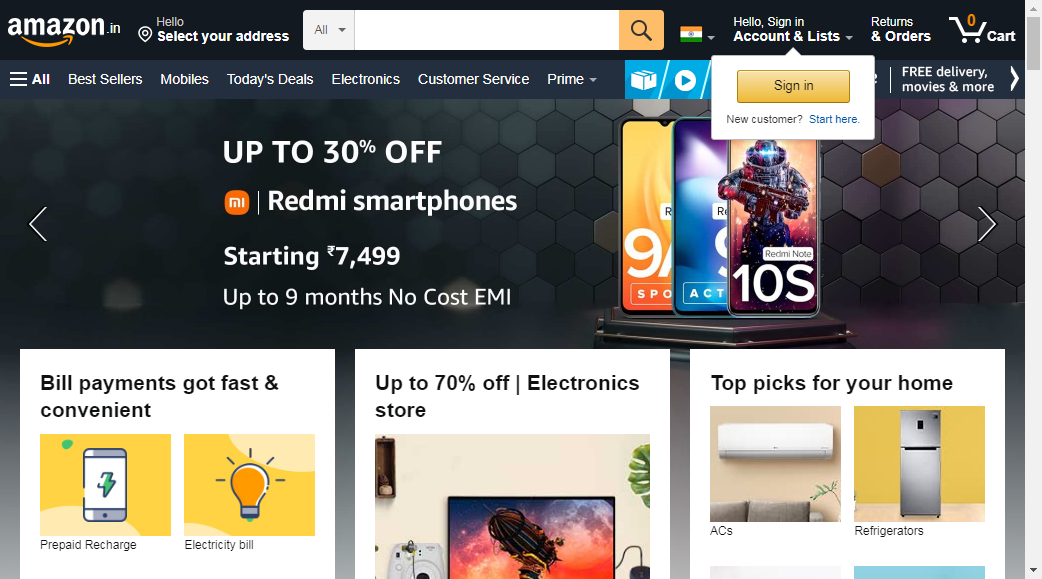 amazon.in
Hello
Select your address
All
Hello, Sign in
Account & Lists
Returns
& Orders
0
Cart
All
Best Sellers
Mobiles
Today's Deals
Electronics
Customer Service
Prime
FREE delivery,
movies & more
Sign in
New customer? Start here.
UP TO 30% OFF
mi | Redmi smartphones
Starting ₹7,499
Up to 9 months No Cost EMI
Redmi Note
10S
SPO
ACT
Bill payments got fast &
convenient
Prepaid Recharge
Electricity bill
Up to 70% off | Electronics
store
Top picks for your home
ACs
Refrigerators